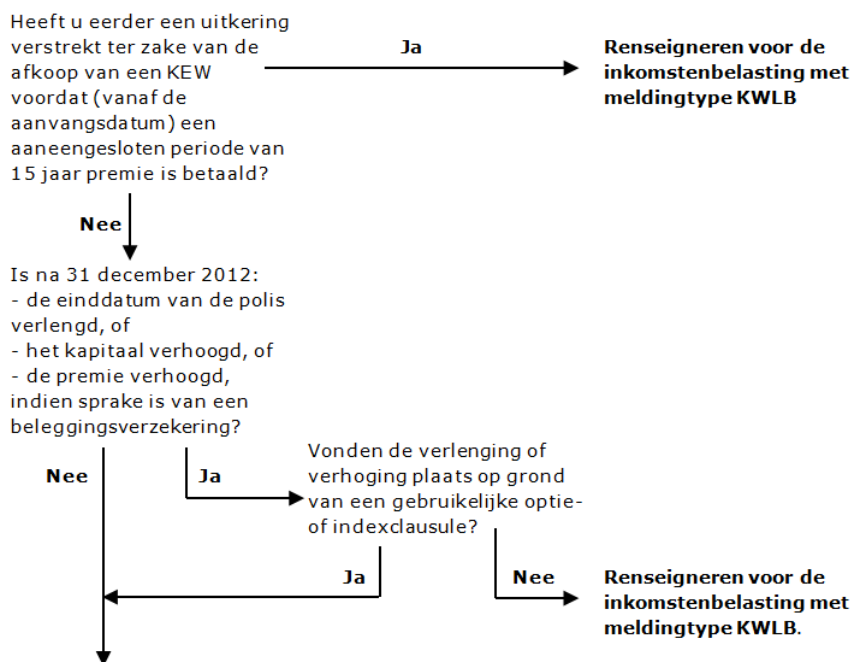 Heeft u eerder een uitkering
verstrekt ter zake van de
afkoop van een KEW
voordat (vanaf de
aanvangsdatum) een
aaneengesloten periode van
15 jaar premie is betaald?
Ja
Renseigneren voor de
inkomstenbelasting met
meldingtype KWLB
Nee
Is na 31 december 2012:
- de einddatum van de polis
verlengd, of
- het kapitaal verhoogd, of
- de premie verhoogd,
indien sprake is van een
beleggingsverzekering?
Nee
Ja
Vonden de verlenging of
verhoging plaats op grond
van een gebruikelijke optie-
of indexclausule?
Ja
Nee
Renseigneren voor de
inkomstenbelasting met
meldingtype KWLB.